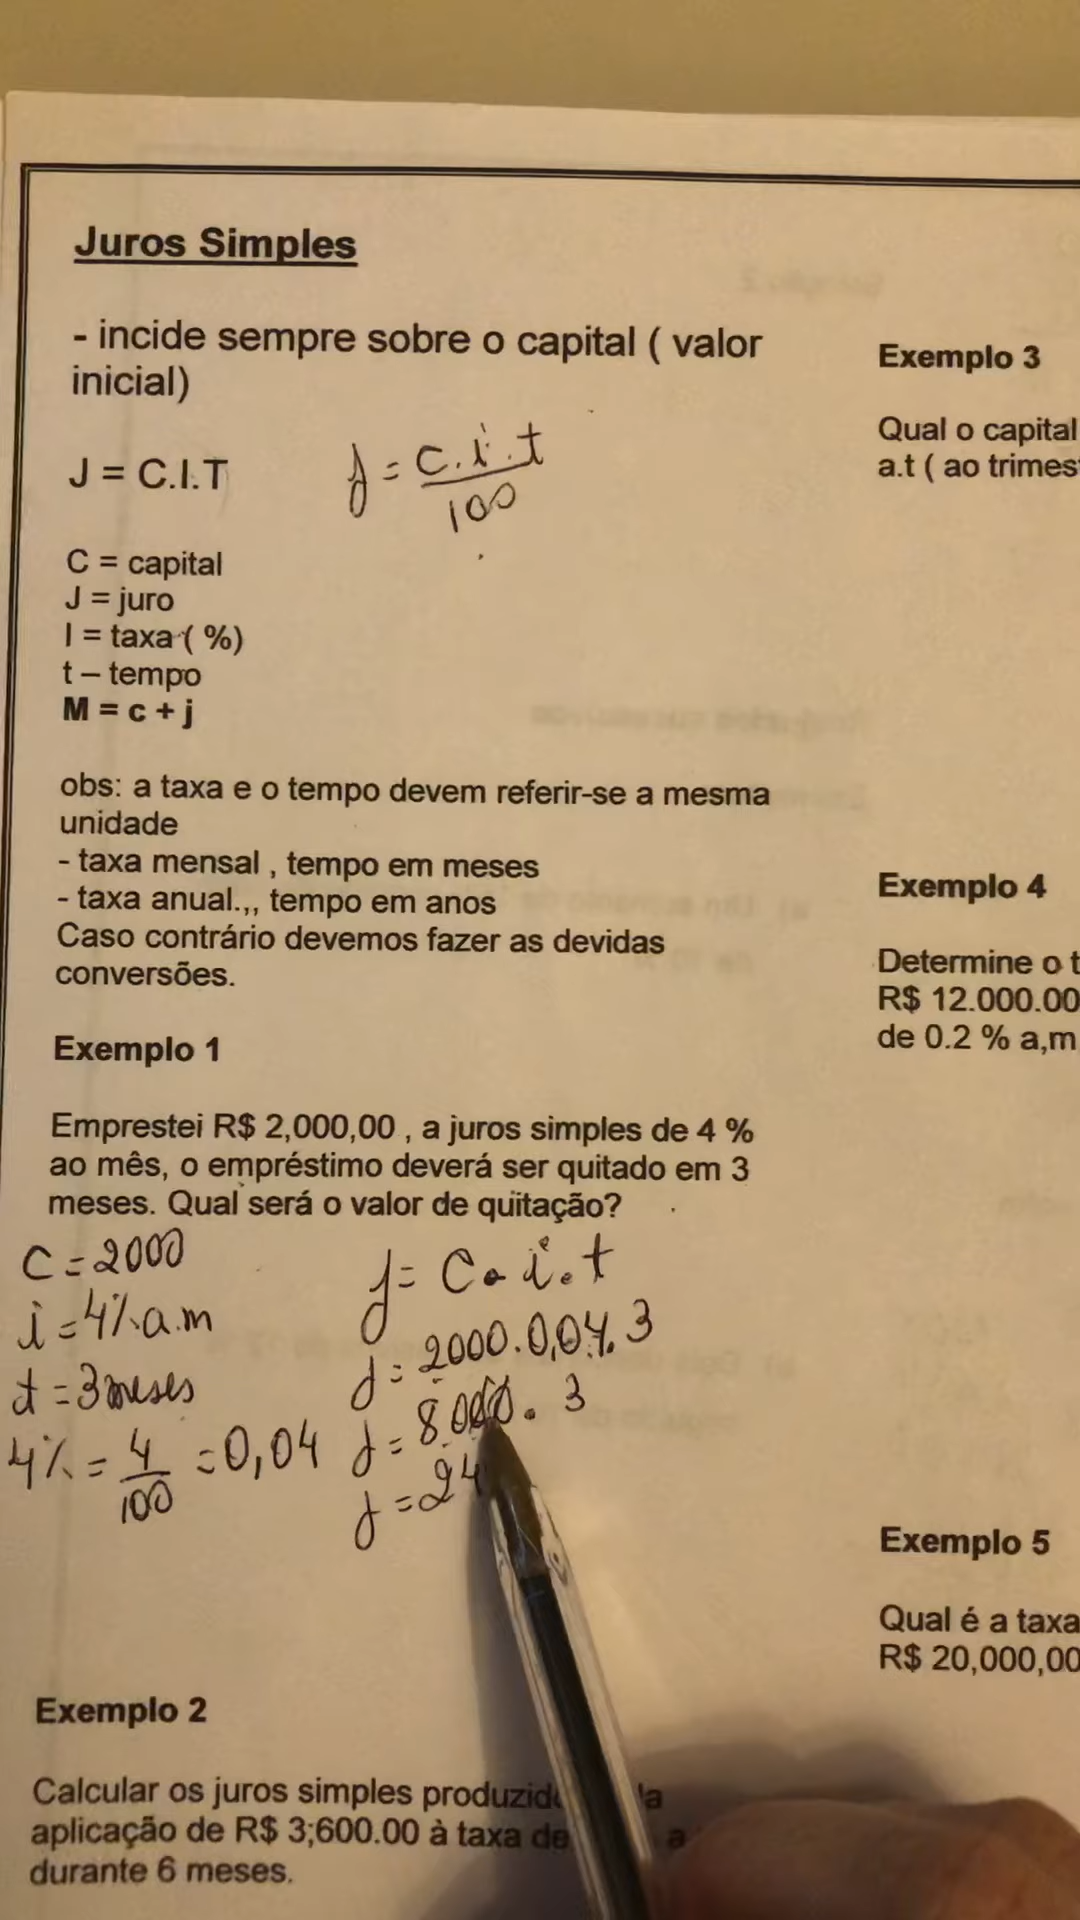 Juros Simples
- incide sempre sobre o capital ( valor
inicial)
J = C.I.T
j = c.i.t
100
C = capital
J = juro
I = taxa ( %)
t – tempo
M = c + j
obs: a taxa e o tempo devem referir-se a mesma
unidade
- taxa mensal , tempo em meses
- taxa anual.,, tempo em anos
Caso contrário devemos fazer as devidas
conversões.
Exemplo 1
Emprestei R$ 2,000,00 , a juros simples de 4 %
ao mês, o empréstimo deverá ser quitado em 3
meses. Qual será o valor de quitação?
C = 2000
i = 4% a.m
t = 3 meses
4% = 4/100 = 0,04
j = C. i. t
j = 2000.0,04.3
j = 8000. 3
j = 24
Exemplo 2
Calcular os juros simples
aplicação de R$ 3;600.00 à taxa de
durante 6 meses.
Exemplo 3
Qual o capital
a.t ( ao
Exemplo 4
Determine o
R$ 12.000.00
de 0.2 % a,m
Exemplo 5
Qual é a taxa
R$ 20,000,00